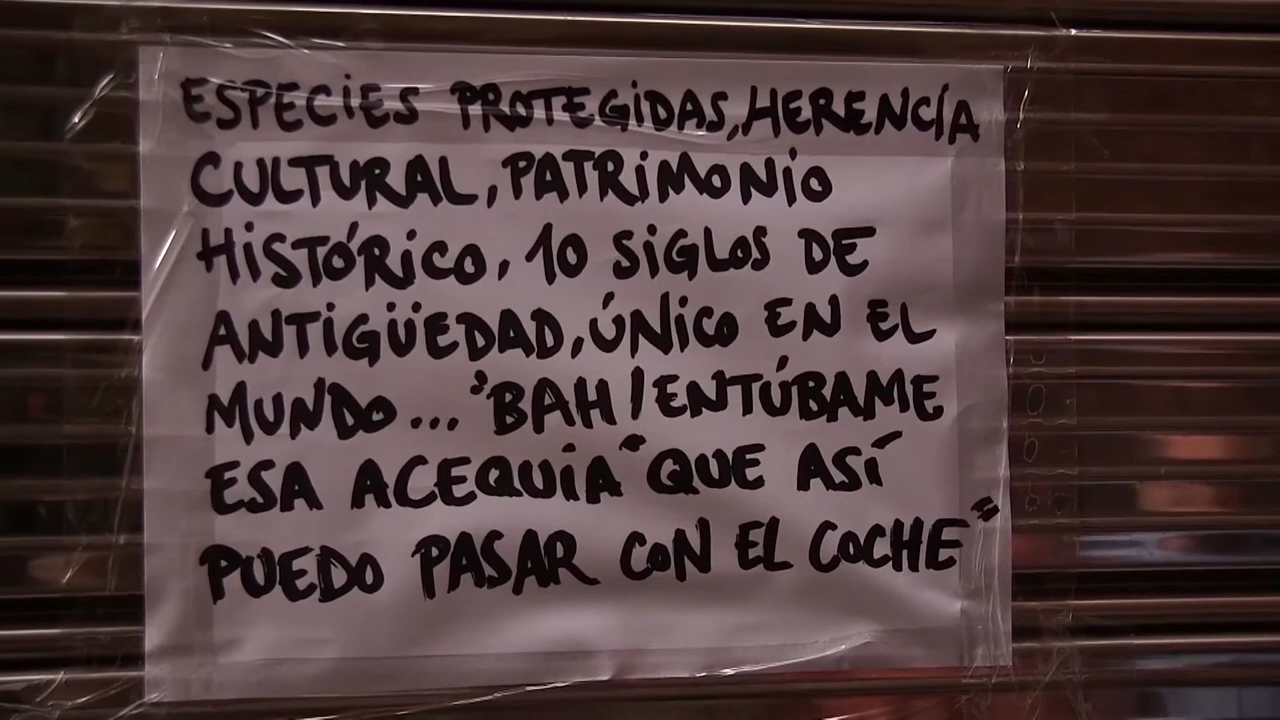 ESPECIES PROTEGIDAS, HERENCÍA
CULTURAL, PATRIMONIO
HISTÓRICO, 10 SIGLOS DE
ANTIGÜEDAD, ÚNICO EN EL
MUNDO... "BAH! ENTÚBAME
ESA ACEQUIA" QUE ASÍ
PUEDO PASAR CON EL COCHE"